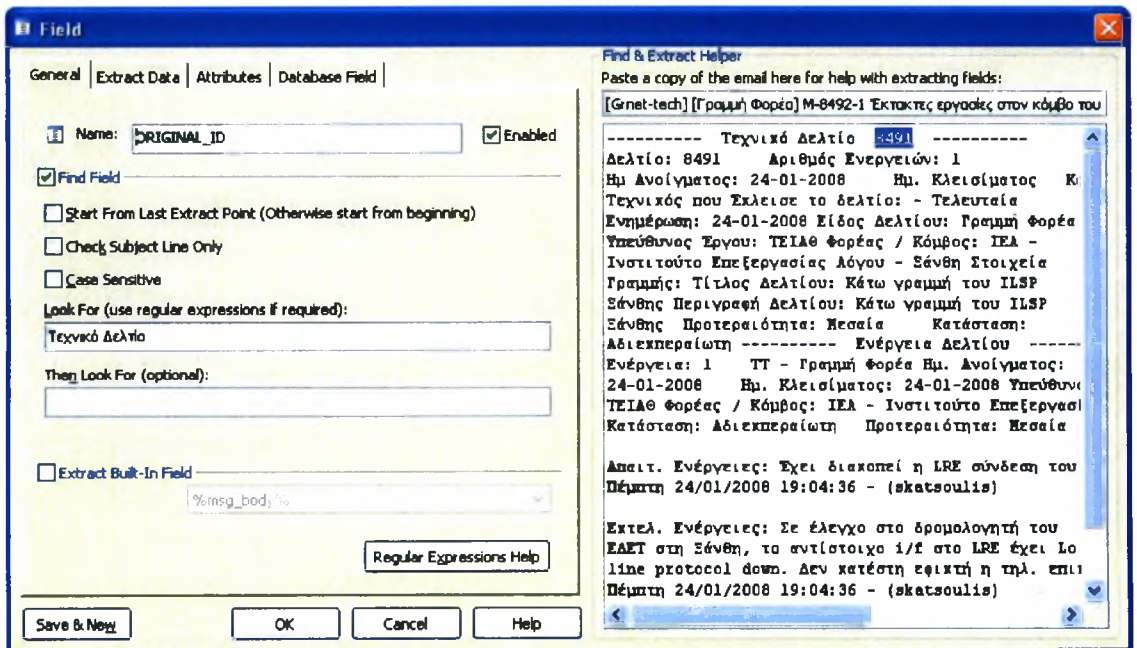 Field
General Extract Data Attributes Database Field
Name: ORIGINAL_ID Enabled
Find Field
Start From Last Extract Point (Otherwise start from beginning)
Check Subject Line Only
Case Sensitive
Look For (use regular expressions if required):
Τεχνικό Δελτίο
Then Look For (optional):
Extract Built-In Field
%msg_body%
Regular Expressions Help
Save & New OK Cancel Help
Find & Extract Helper
Paste a copy of the email here for help with extracting fields:
[Grnet-tech] [Γραμμή Φορέα] M-8492-1 Έκτακτες εργασίες στον κόμβο του
---------- Τεχνικό Δελτίο 8491 ----------
Δελτίο: 8491 Αριθμός Ενεργειών: 1
Ημ Ανοίγματος: 24-01-2008 Ημ. Κλεισίματος
Τεχνικός που Έκλεισε το δελτίο: - Τελευταία
Ενημέρωση: 24-01-2008 Είδος Δελτίου: Γραμμή Φορέα
Υπεύθυνος Έργου: ΤΕΙΑΘ Φορέας / Κόμβος: ΙΕΛ -
Ινστιτούτο Επεξεργασίας Λόγου - Ξάνθη Στοιχεία
Γραμμής: Τίτλος Δελτίου: Κάτω γραμμή του ILSP
Ξάνθης Περιγραφή Δελτίου: Κάτω γραμμή του ILSP
Ξάνθης Προτεραιότητα: Μεσαία Κατάσταση:
Αδιεκπεραίωτη ---------- Ενέργεια Δελτίου ------
Ενέργεια: 1 TT - Γραμμή Φορέα Ημ. Ανοίγματος:
24-01-2008 Ημ. Κλεισίματος: 24-01-2008 Υπεύθυνο
ΤΕΙΑΘ Φορέας / Κόμβος: ΙΕΛ - Ινστιτούτο Επεξεργασί
Κατάσταση: Αδιεκπεραίωτη Προτεραιότητα: Μεσαία
Απαιτ. Ενέργειες: Έχει διακοπεί η LRE σύνδεση του
Πέμπτη 24/01/2008 19:04:36 - (skatsoulis)
Εκτελ. Ενέργειες: Σε έλεγχο στο δρομολογητή του
ΕΔΕΤ στη Ξάνθη, το αντίστοιχο i/f στο LRE έχει Lo
line protocol down. Δεν κατέστη εφικτή η τηλ. επι
Πέμπτη 24/01/2008 19:04:36 - (skatsoulis)